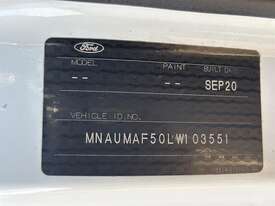 Ford
MODEL PAINT BUILT DT
-- -- SEP20
VEHICLE ID NO.
MNAUMAF50LW103551